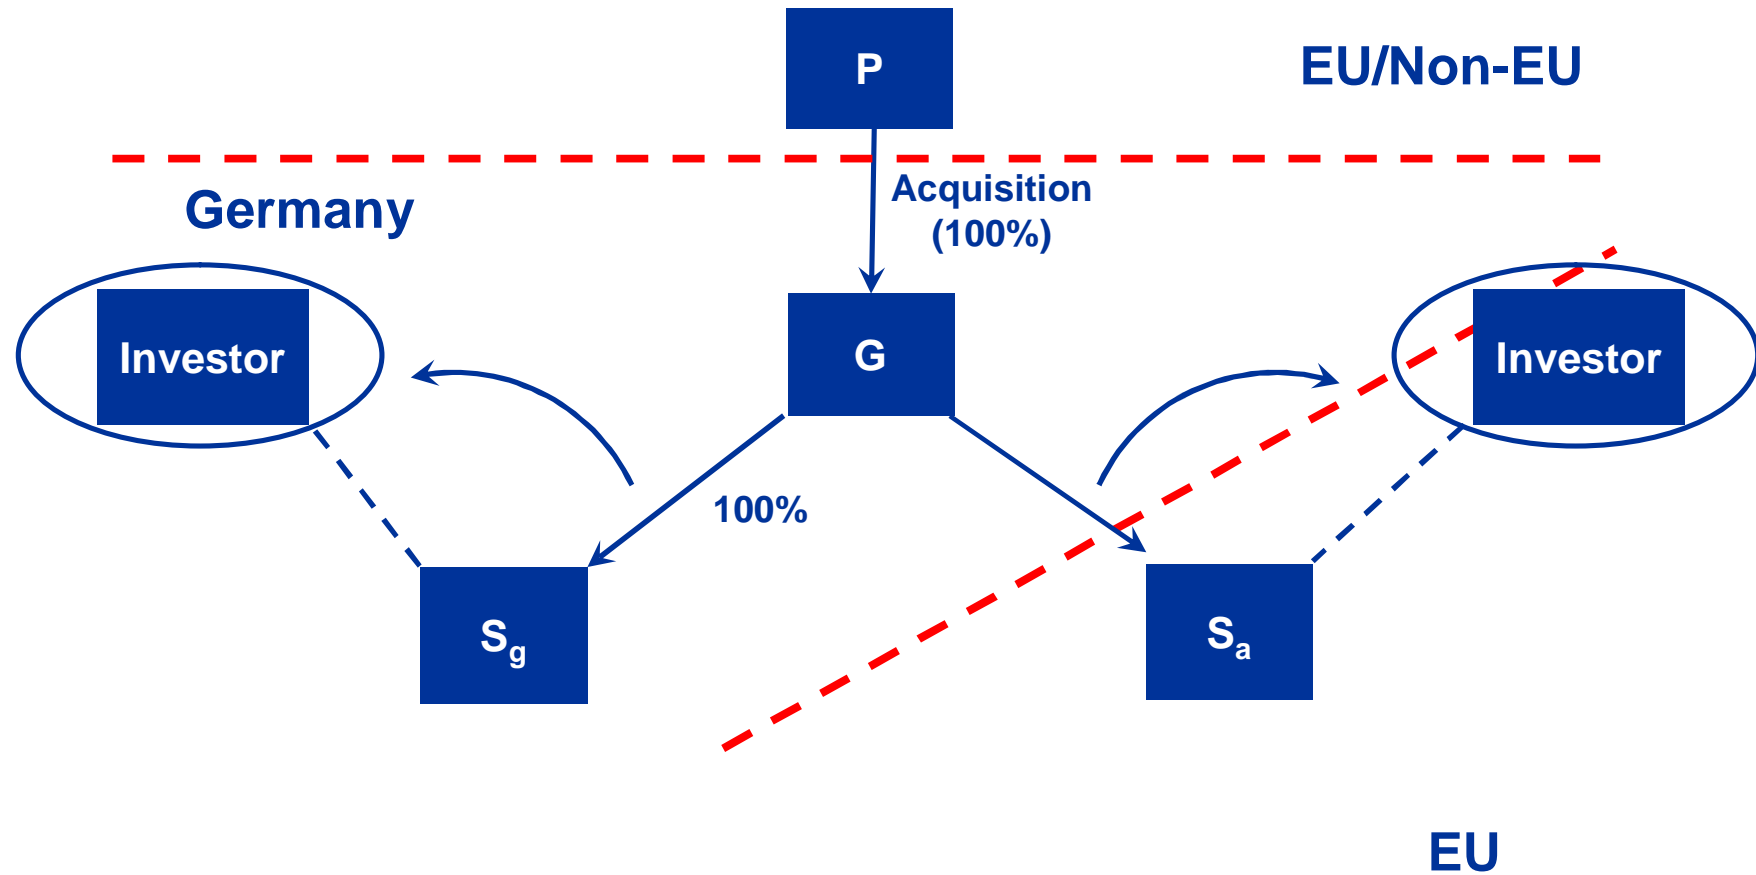 P
EU/Non-EU
Acquisition
(100%)
Germany
Investor
G
Investor
100%
Sg
Sa
EU